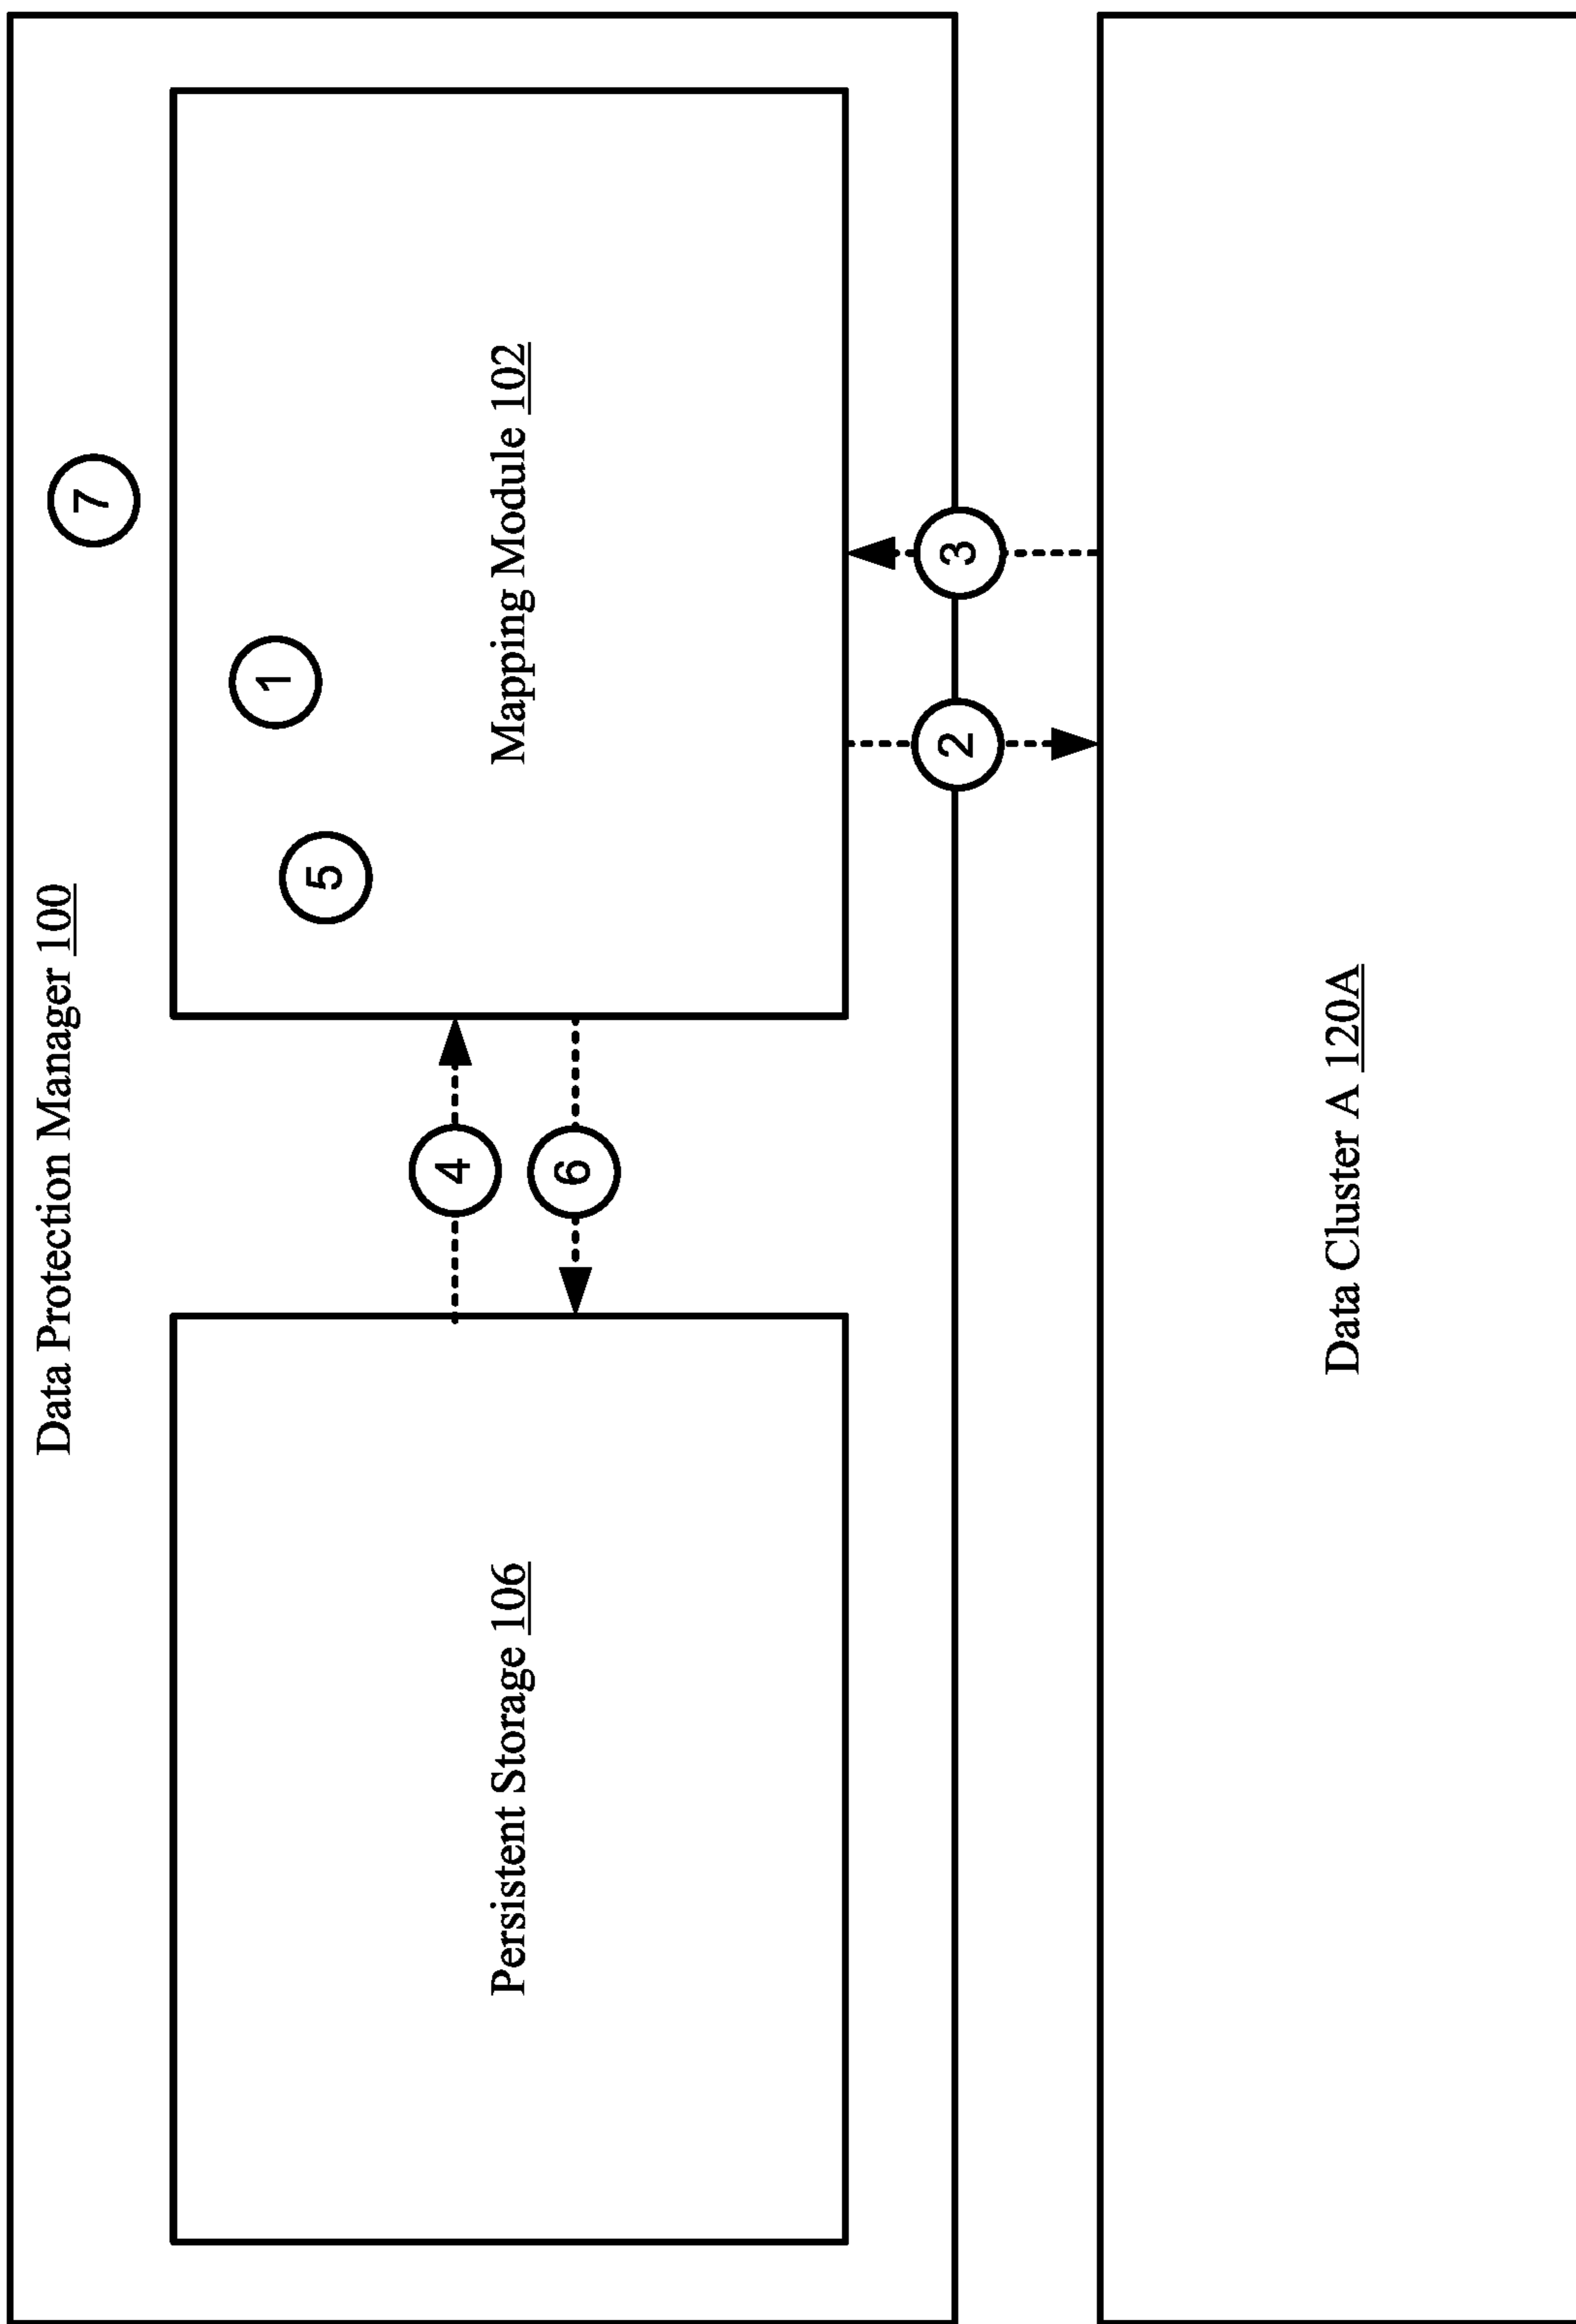 Data Protection Manager 100
7
1
5
4
6
Persistent Storage 106
Mapping Module 102
2
3
Data Cluster A 120A